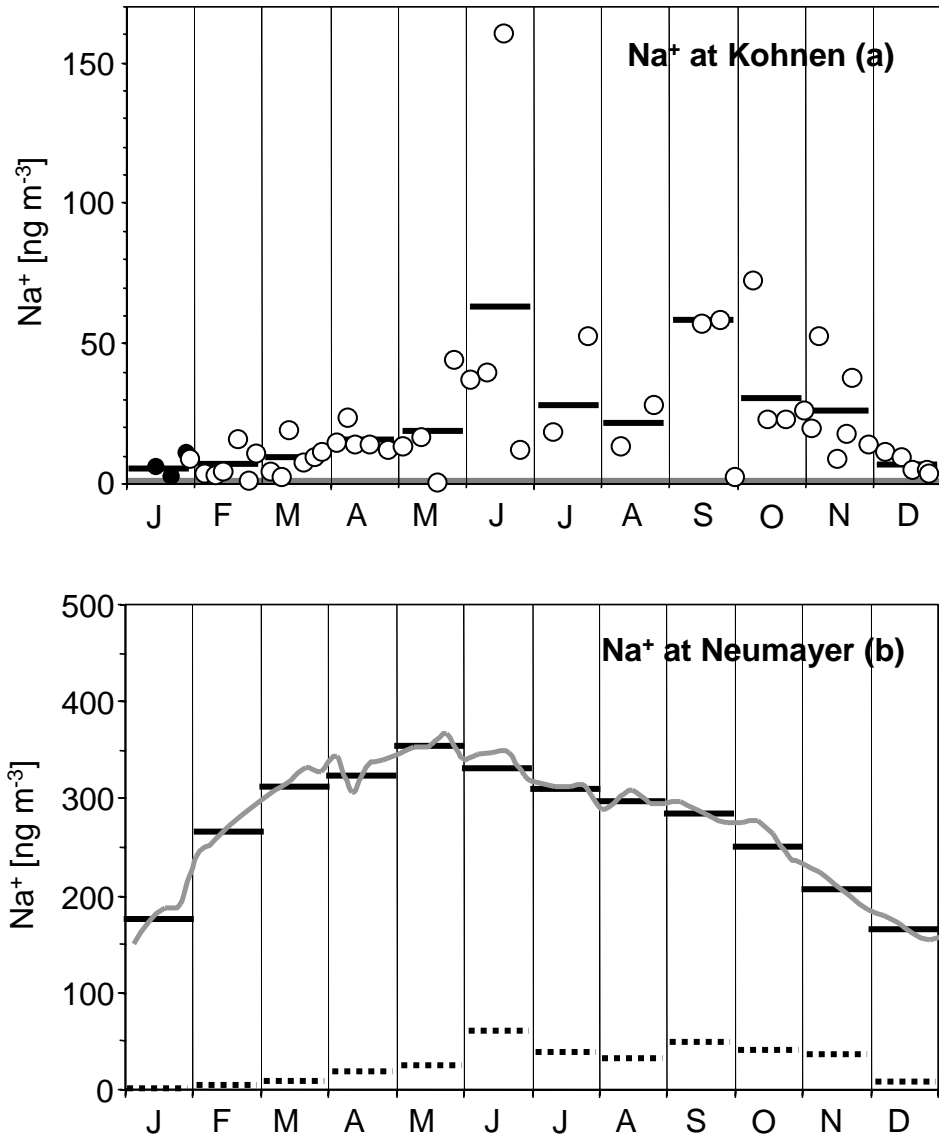 Na⁺ at Kohnen (a)
Na⁺ [ng m⁻³]
150
100
50
0
J F M A M J J A S O N D
Na⁺ at Neumayer (b)
Na⁺ [ng m⁻³]
500
400
300
200
100
0
J F M A M J J A S O N D